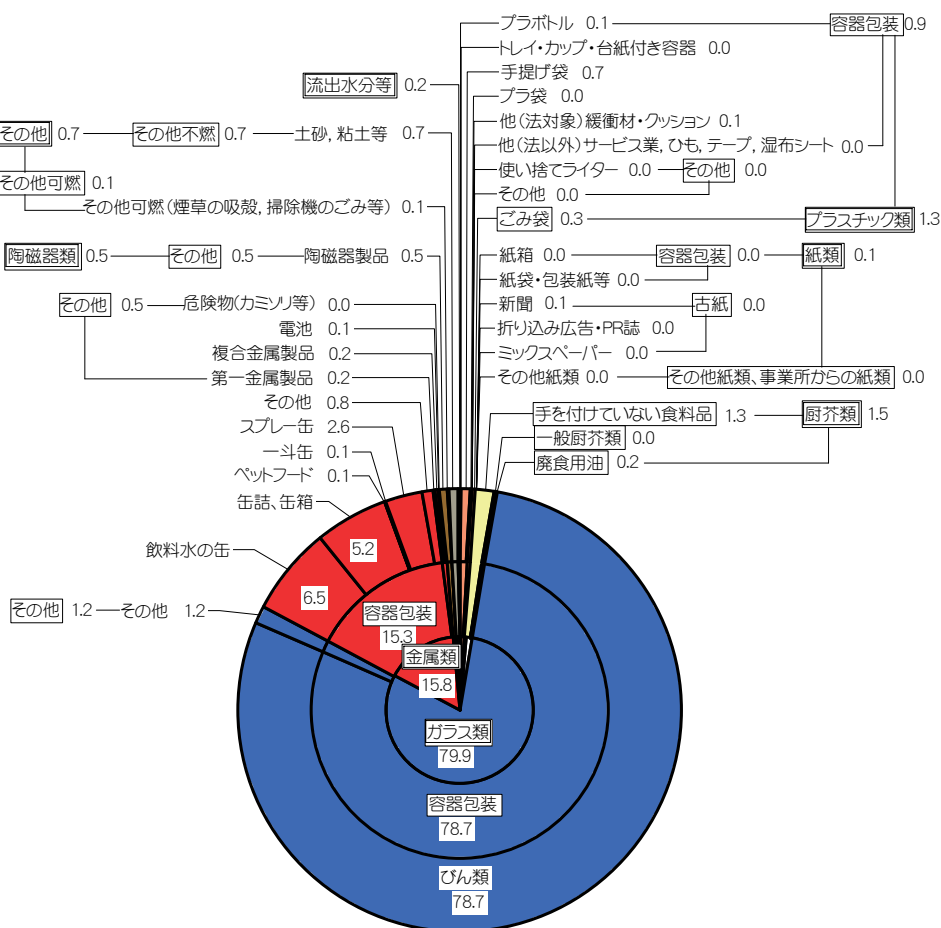 プラボトル 0.1 容器包装 0.9
トレイ・カップ・台紙付き容器 0.0
手提げ袋 0.7
流出水分等 0.2
プラ袋 0.0
他(法対象)緩衝材・クッション 0.1
その他 0.7 その他不燃 0.7 土砂,粘土等 0.7
他(法以外)サービス業,ひも,テープ,湿布シート 0.0
使い捨てライター 0.0 その他 0.0
その他可燃 0.1
その他 0.0
その他可燃(煙草の吸殻,掃除機のごみ等) 0.1
ごみ袋 0.3 プラスチック類 1.3
陶磁器類 0.5 その他 0.5 陶磁器製品 0.5
紙箱 0.0 容器包装 0.0 紙類 0.1
紙袋・包装紙等 0.0
その他 0.5 危険物(カミソリ等) 0.0
新聞 0.1 古紙 0.0
電池 0.1
折り込み広告・PR誌 0.0
複合金属製品 0.2
ミックスペーパー 0.0
第一金属製品 0.2
その他紙類 0.0 その他紙類、事業所からの紙類 0.0
その他 0.8
手を付けていない食料品 1.3 厨芥類 1.5
スプレー缶 2.6
一般厨芥類 0.0
一斗缶 0.1
廃食用油 0.2
ペットフード 0.1
缶詰、缶箱
5.2
飲料水の缶
6.5
その他 1.2 その他 1.2
容器包装
15.3
金属類
15.8
ガラス類
79.9
容器包装
78.7
びん類
78.7